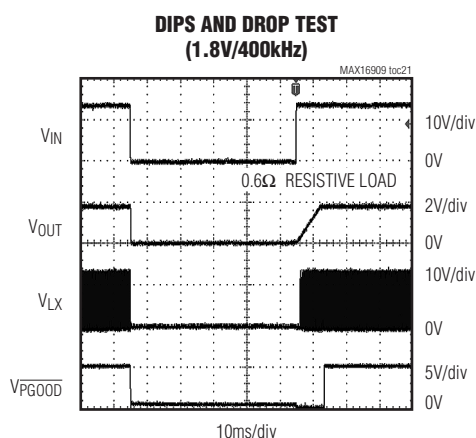 DIPS AND DROP TEST
(1.8V/400kHz)
MAX16909 toc21
VIN
10V/div
0V
0.6Ω RESISTIVE LOAD
VOUT
2V/div
0V
VLX
10V/div
0V
VPGOOD
5V/div
0V
10ms/div